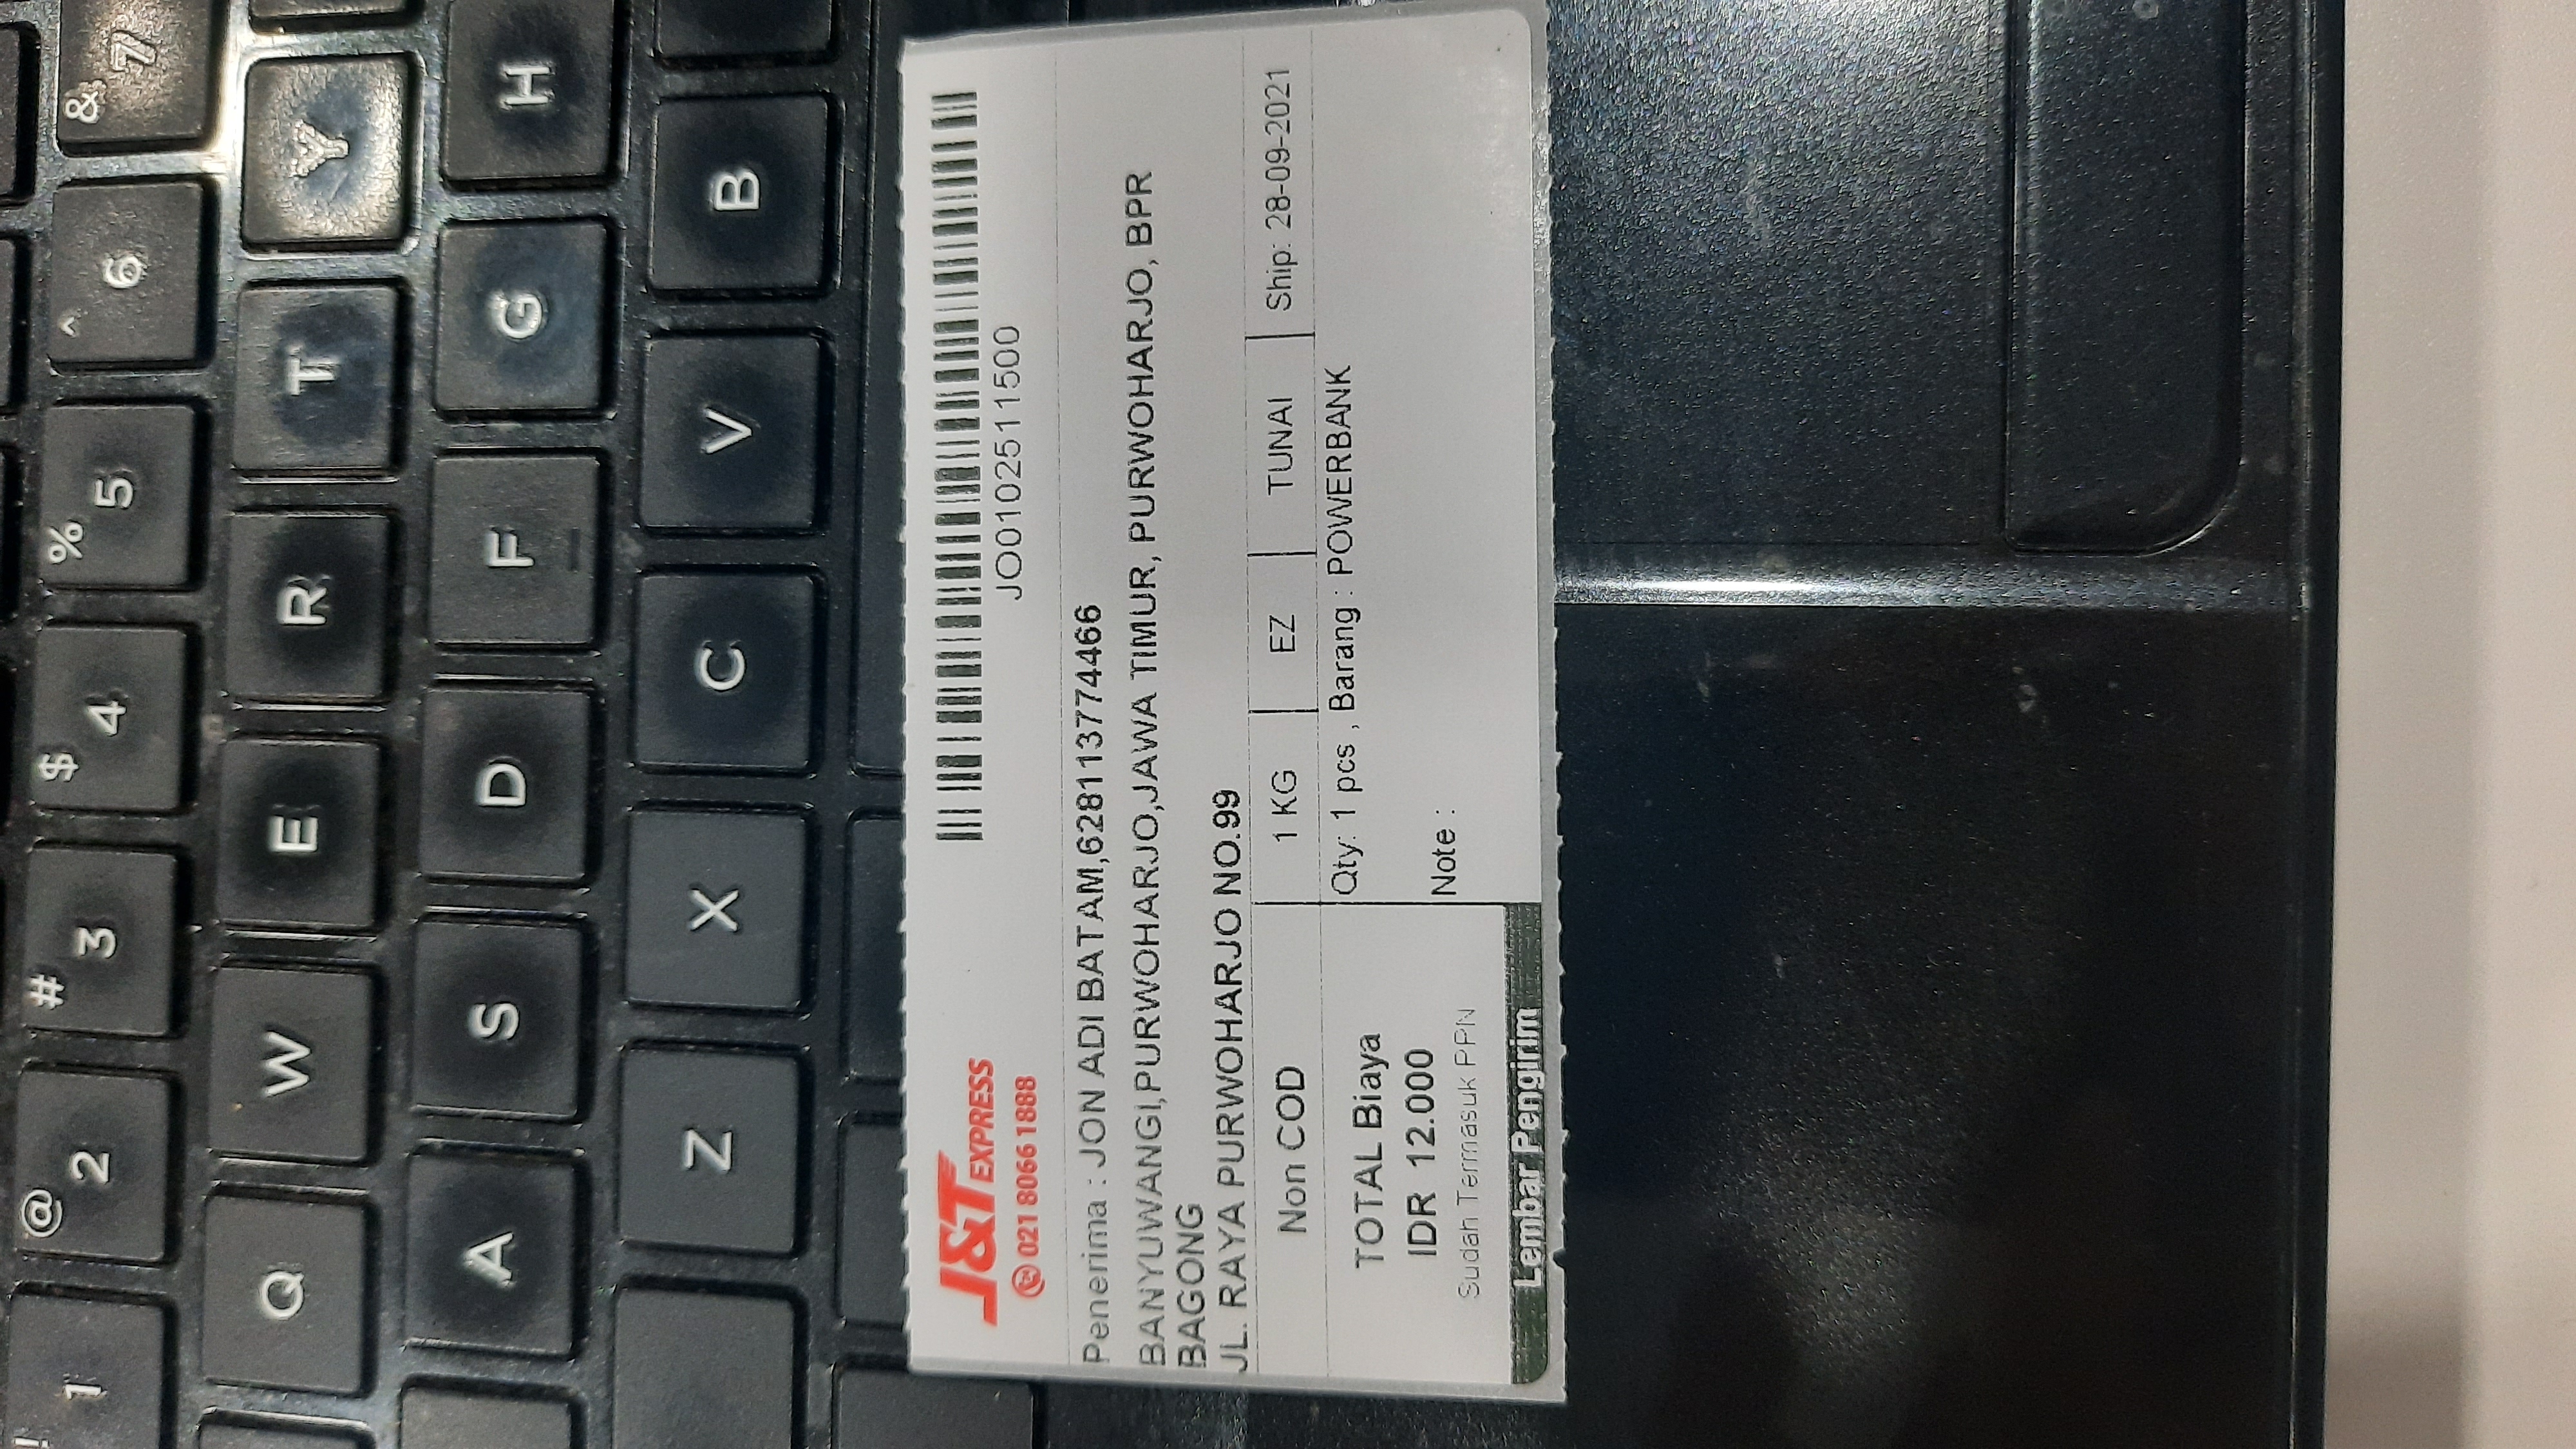 ! 1 @ 2 # 3 $ 4 % 5 ^ 6 & 7
Q W E R T Y
A S D F G H
Z X C V B
J&T EXPRESS
021 8066 1888
JO0102511500
Penerima : JON ADI BATAM,628113774466
BANYUWANGI,PURWOHARJO,JAWA TIMUR, PURWOHARJO, BPR
BAGONG
JL. RAYA PURWOHARJO NO.99
Non COD 1 KG EZ TUNAI Ship: 28-09-2021
Qty: 1 pcs , Barang : POWERBANK
TOTAL Biaya
IDR 12.000
Note :
Sudah Termasuk PPN
Lembar Pengirim